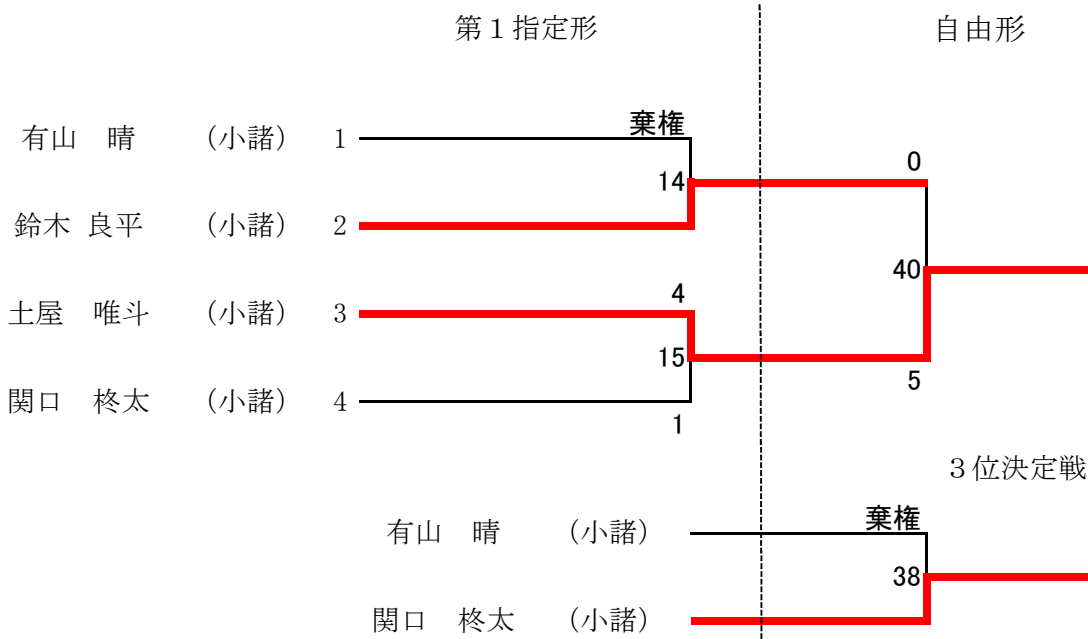 第１指定形 自由形
有山 晴 (小諸) 1 棄権
0
14
鈴木 良平 (小諸) 2
40
土屋 唯斗 (小諸) 3 4
15
5
関口 柊太 (小諸) 4
1
３位決定戦
有山 晴 (小諸) 棄権
38
関口 柊太 (小諸)